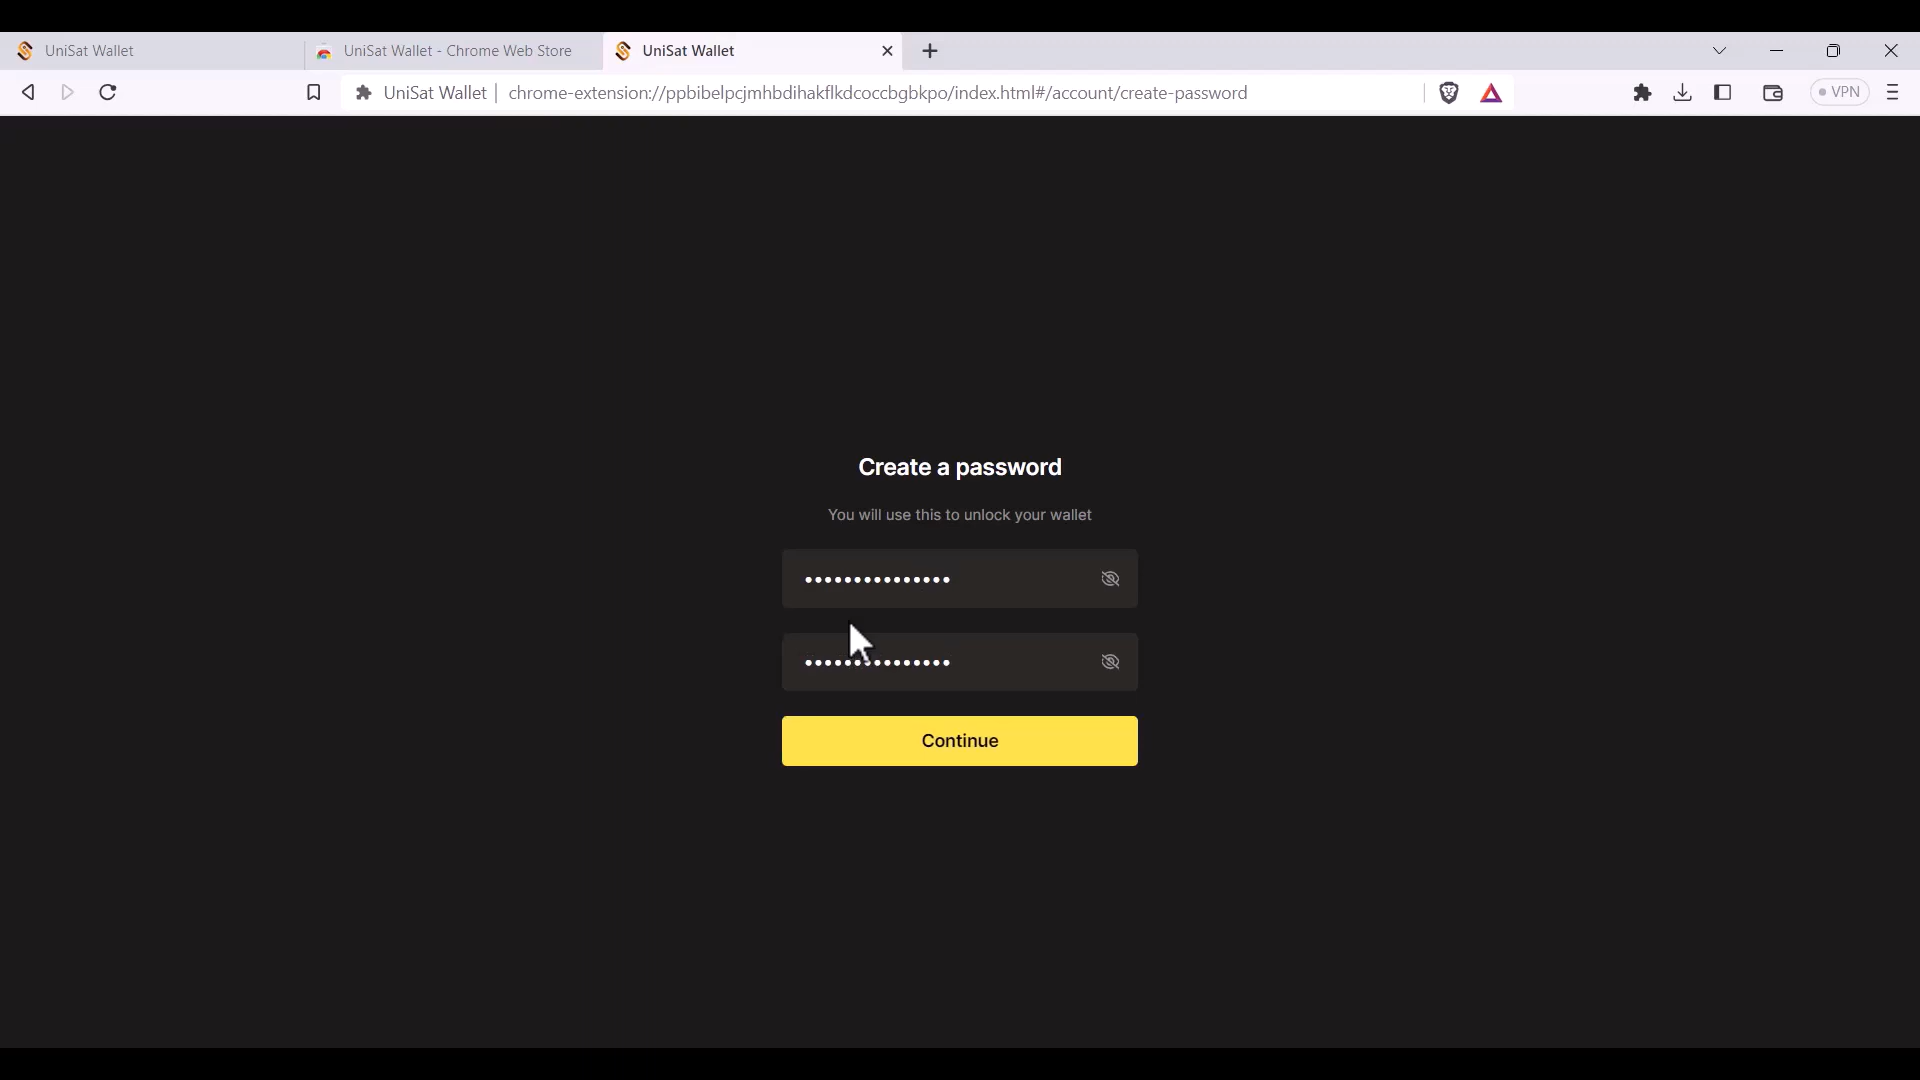 UniSat Wallet
UniSat Wallet - Chrome Web Store
UniSat Wallet
UniSat Wallet
chrome-extension://ppbibelpcjmhbdihakflkdcoccbgbkpo/index.html#/account/create-password
VPN
Create a password
You will use this to unlock your wallet
Continue